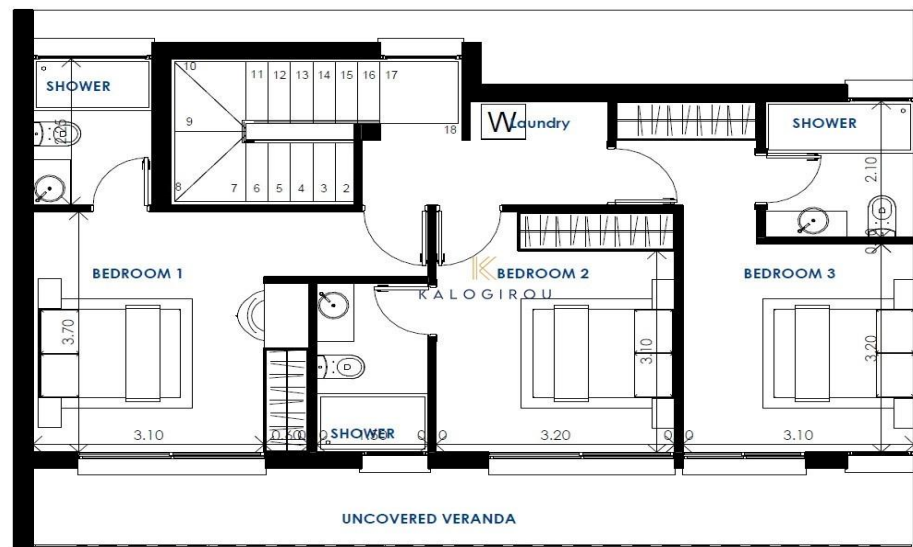 10
11 12 13 14 15 16 17
SHOWER
9
18
W
Laundry
SHOWER
2.25
2.10
8
7 6 5 4 3 2
BEDROOM 1
BEDROOM 2
BEDROOM 3
KALOGIROU
3.70
3.10
3.20
3.10
SHOWER
3.20
3.10
UNCOVERED VERANDA